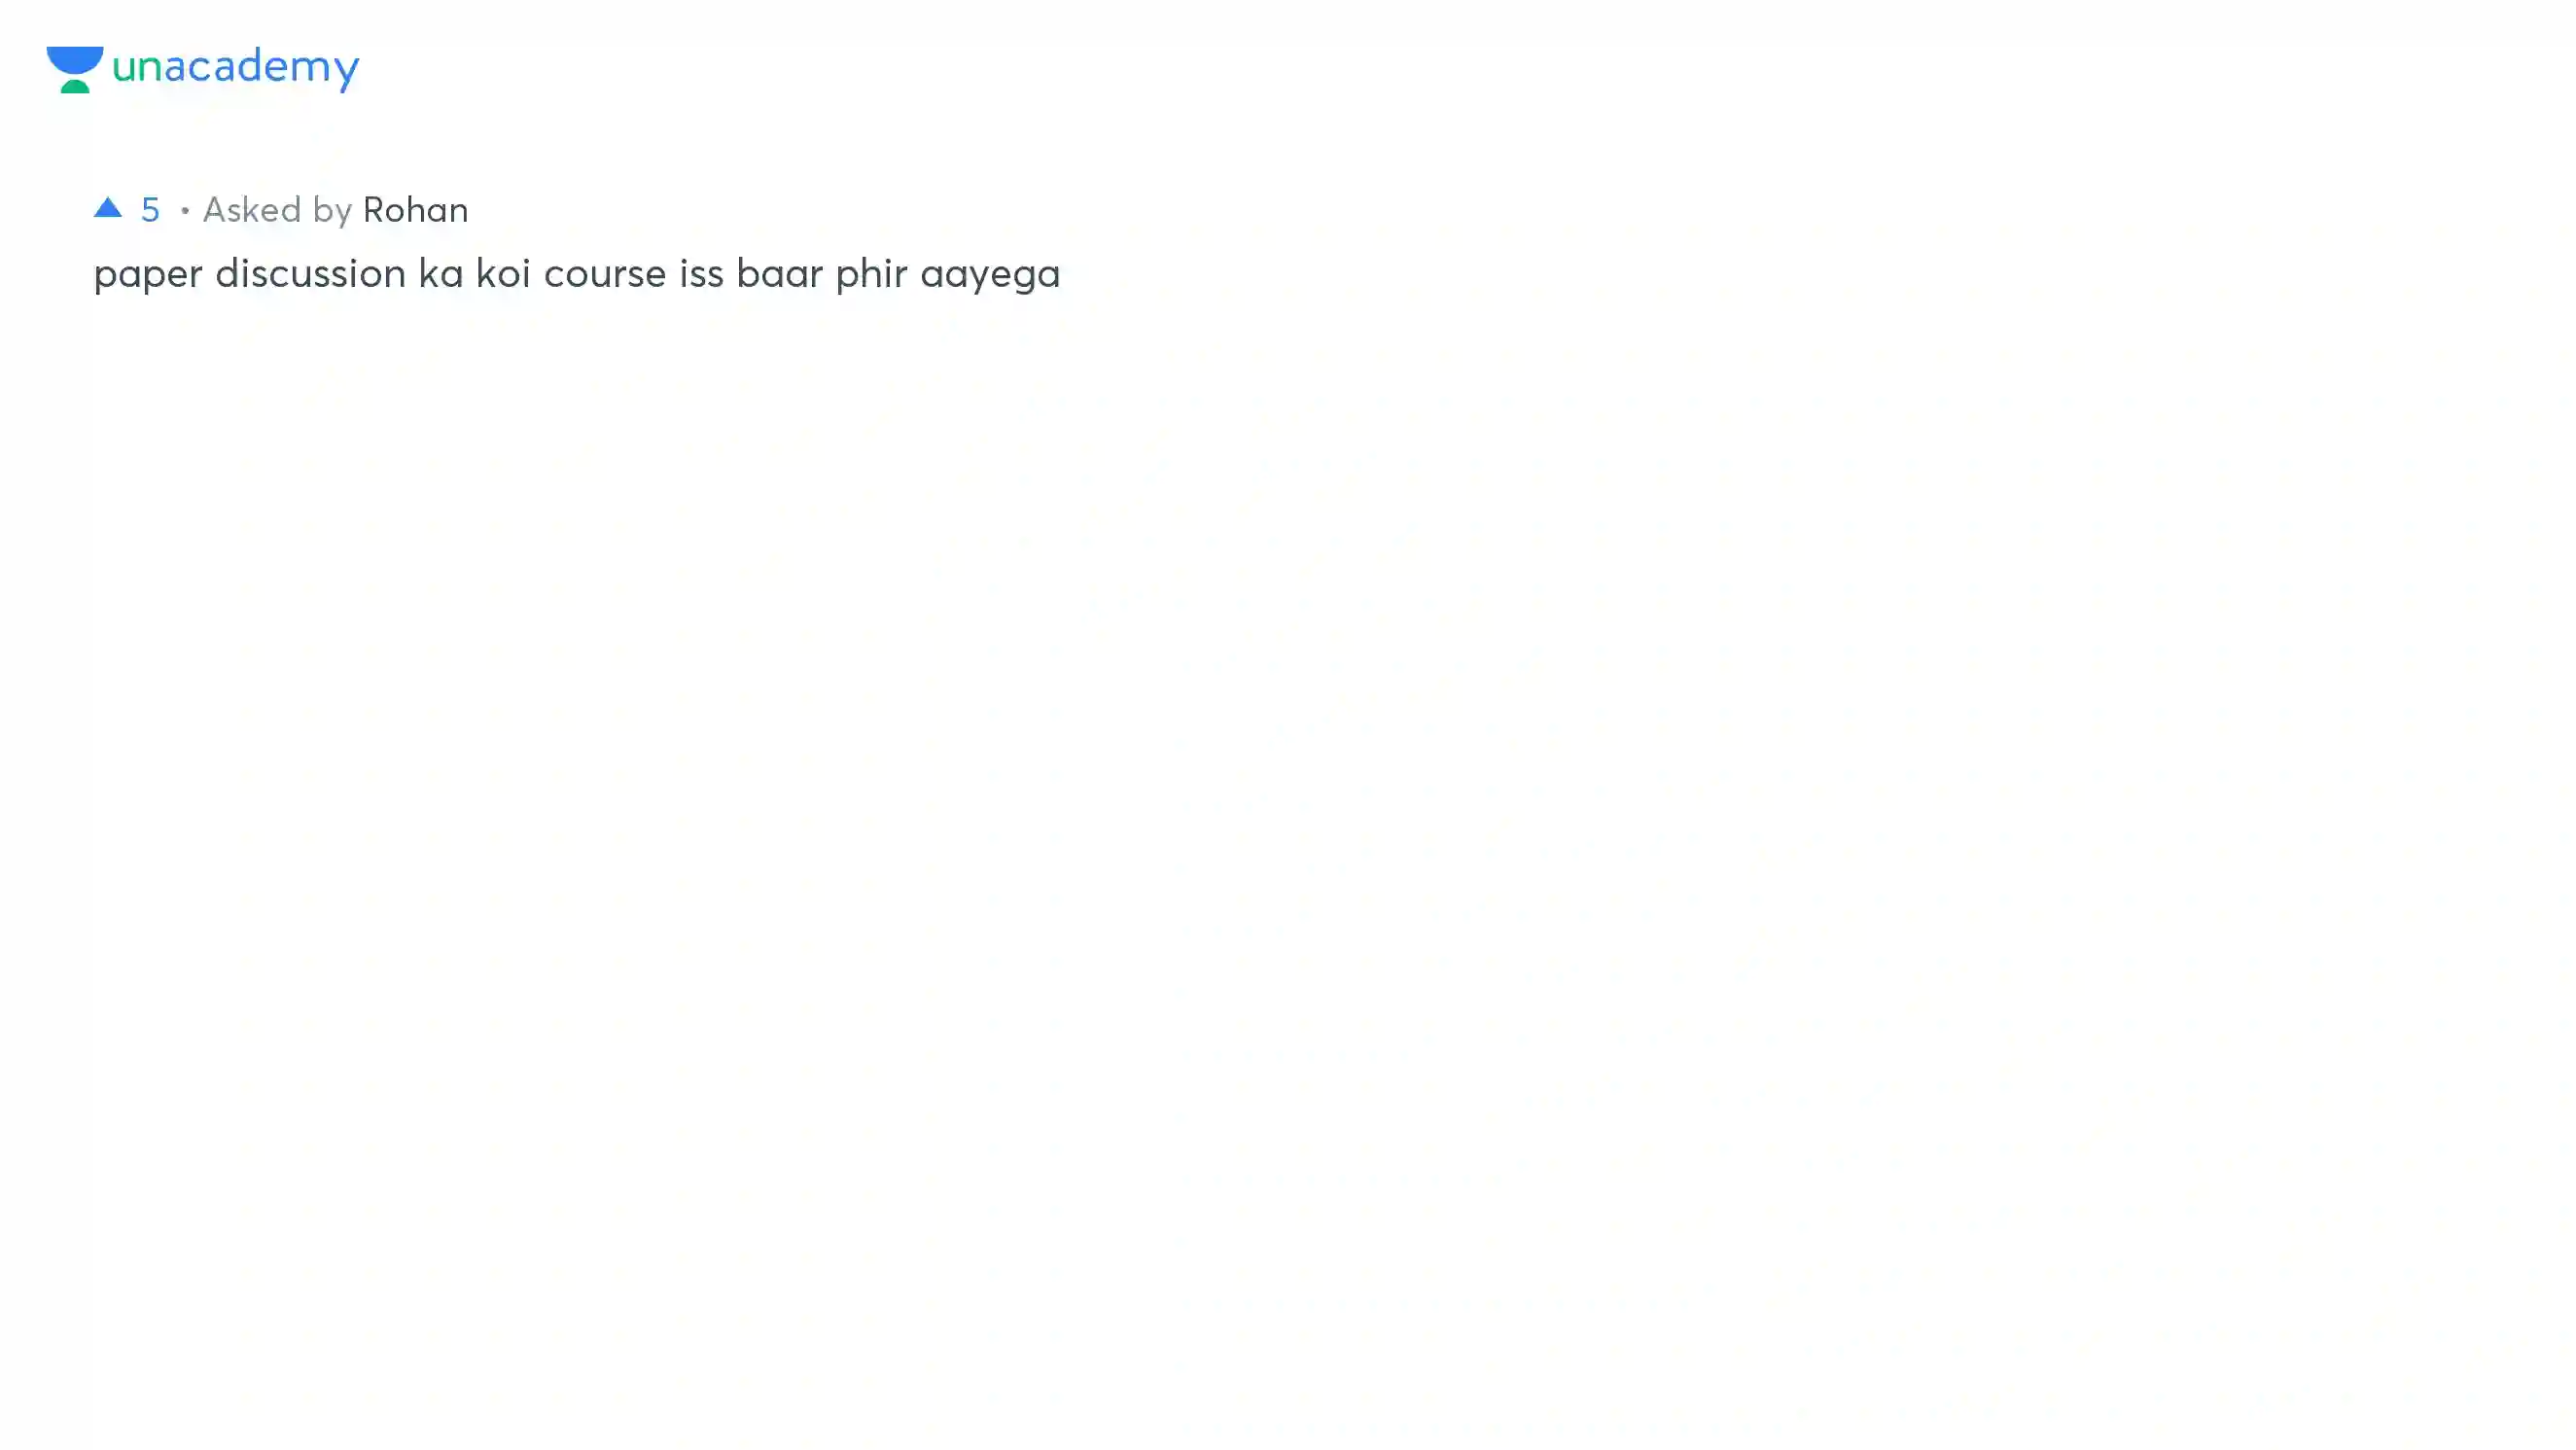 unacademy
▲ 5 • Asked by Rohan
paper discussion ka koi course iss baar phir aayega